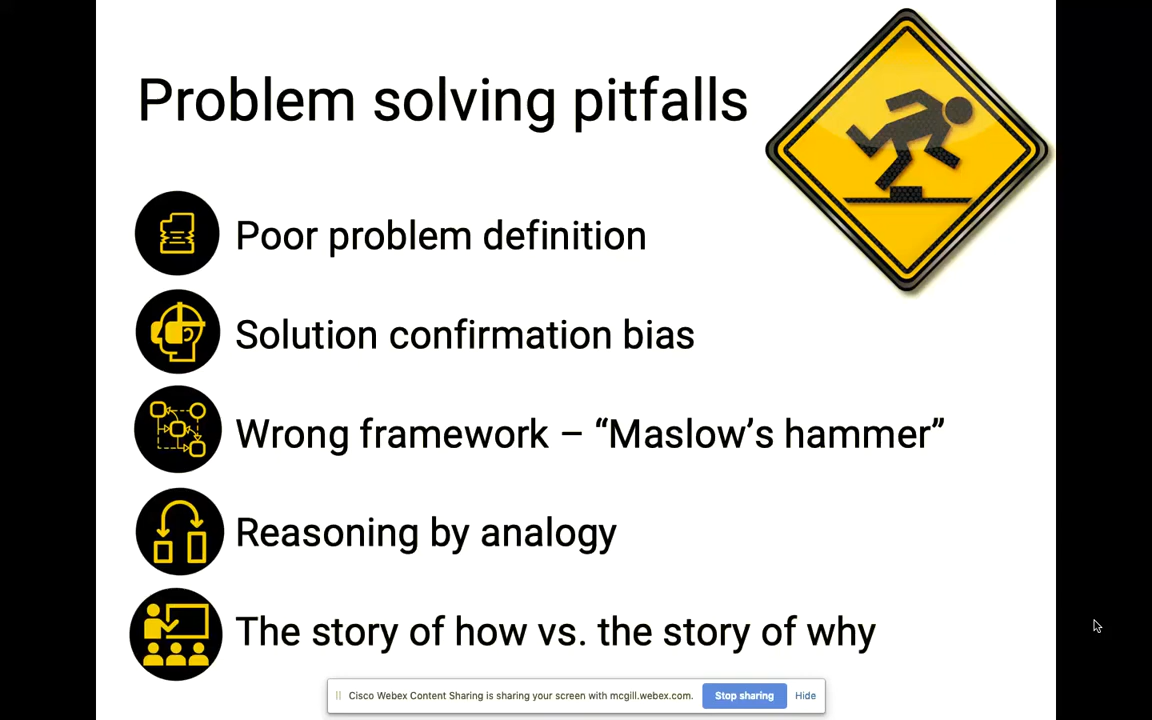 Problem solving pitfalls
Poor problem definition
Solution confirmation bias
Wrong framework – “Maslow’s hammer”
Reasoning by analogy
The story of how vs. the story of why
Cisco Webex Content Sharing is sharing your screen with mcgill.webex.com. Stop sharing Hide